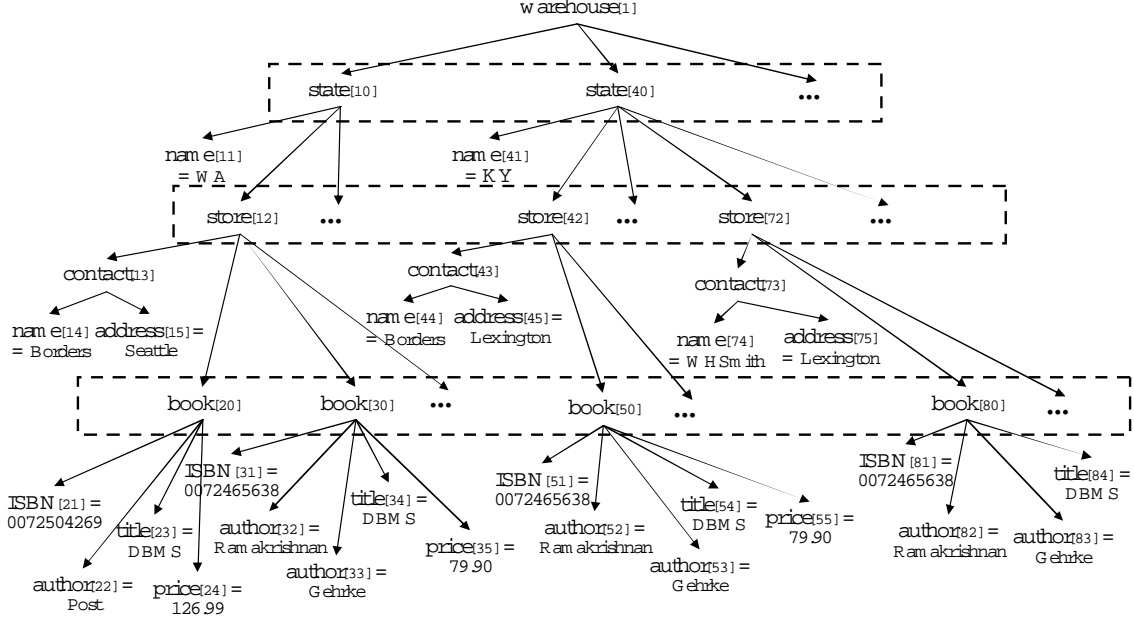 warehouse[1]
state[10]
state[40]
...
name[11]
= WA
name[41]
= KY
store[12]
...
store[42]
...
store[72]
...
contact[13]
contact[43]
contact[73]
name[14]
= Borders
address[15]=
Seattle
name[44]
= Borders
address[45]=
Lexington
name[74]
= WHSmith
address[75]
= Lexington
book[20]
book[30]
...
book[50]
...
book[80]
...
ISBN[21]=
0072504269
author[22]=
Post
title[23]=
DBMS
price[24]=
126.99
ISBN[31]=
0072465638
author[32]=
Ramakrishnan
author[33]=
Gehrke
title[34]=
DBMS
price[35]=
79.90
ISBN[51]=
0072465638
author[52]=
Ramakrishnan
author[53]=
Gehrke
title[54]=
DBMS
price[55]=
79.90
ISBN[81]=
0072465638
author[82]=
Ramakrishnan
author[83]=
Gehrke
title[84]=
DBMS